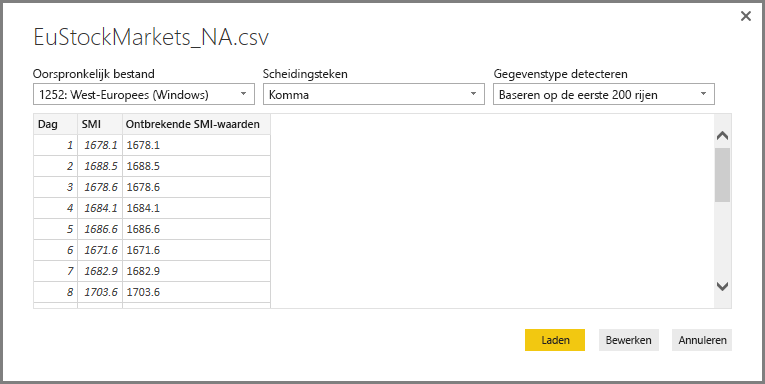 EuStockMarkets_NA.csv
Oorspronkelijk bestand Scheidingsteken Gegevenstype detecteren
1252: West-Europees (Windows) Komma Baseren op de eerste 200 rijen
Dag SMI Ontbrekende SMI-waarden
1 1678.1 1678.1
2 1688.5 1688.5
3 1678.6 1678.6
4 1684.1 1684.1
5 1686.6 1686.6
6 1671.6 1671.6
7 1682.9 1682.9
8 1703.6 1703.6
Laden Bewerken Annuleren